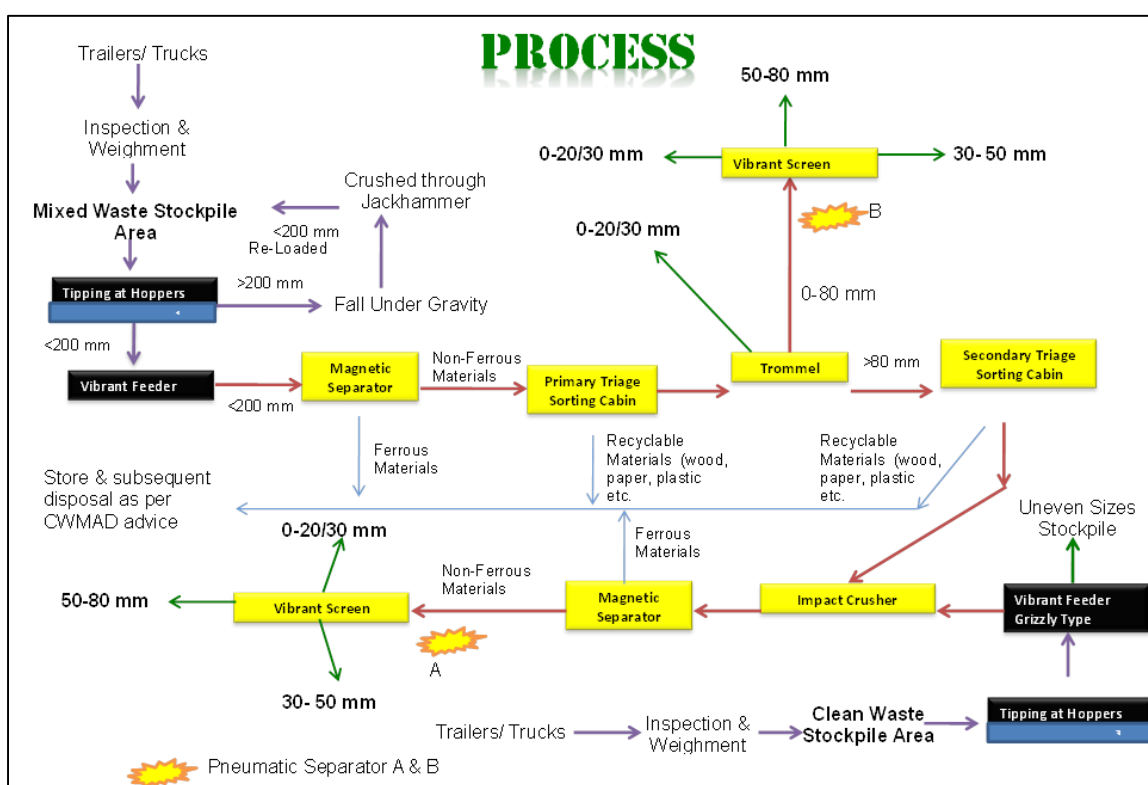 PROCESS
Trailers/ Trucks
Inspection &
Weighment
Mixed Waste Stockpile
Area
Crushed through
Jackhammer
<200 mm
Re-Loaded
Tipping at Hoppers
>200 mm
Fall Under Gravity
<200 mm
Vibrant Feeder
<200 mm
Magnetic
Separator
Non-Ferrous
Materials
Primary Triage
Sorting Cabin
Trommel
>80 mm
Secondary Triage
Sorting Cabin
50-80 mm
0-20/30 mm
Vibrant Screen
30- 50 mm
B
0-20/30 mm
0-80 mm
Ferrous
Materials
Recyclable
Materials (wood,
paper, plastic
etc.
Recyclable
Materials (wood,
paper, plastic
etc.
Store & subsequent
disposal as per
CWMAD advice
0-20/30 mm
Ferrous
Materials
Uneven Sizes
Stockpile
50-80 mm
Vibrant Screen
Non-Ferrous
Materials
Magnetic
Separator
Impact Crusher
Vibrant Feeder
Grizzly Type
A
30- 50 mm
Trailers/ Trucks
Inspection &
Weighment
Clean Waste
Stockpile Area
Tipping at Hoppers
Pneumatic Separator A & B